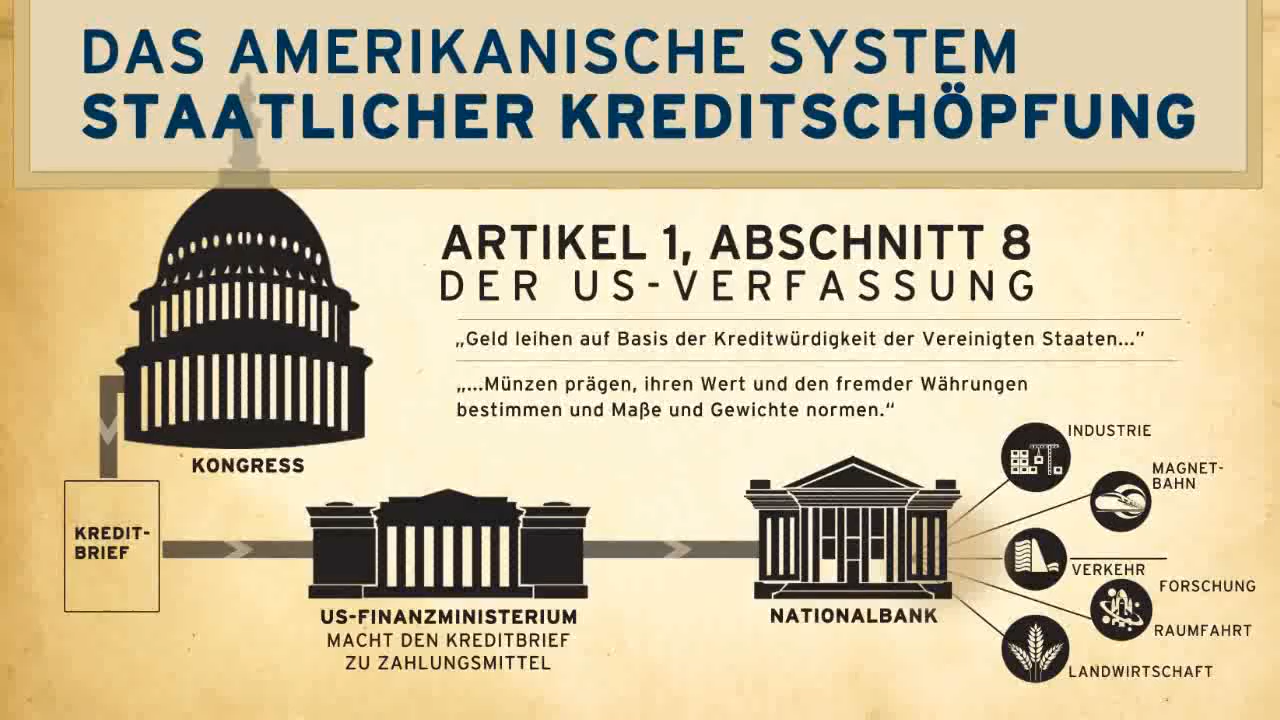 DAS AMERIKANISCHE SYSTEM
STAATLICHER KREDITSCHÖPFUNG
ARTIKEL 1, ABSCHNITT 8
DER US-VERFASSUNG
„Geld leihen auf Basis der Kreditwürdigkeit der Vereinigten Staaten...”
„...Münzen prägen, ihren Wert und den fremder Währungen
bestimmen und Maße und Gewichte normen.“
KONGRESS
KREDIT-
BRIEF
US-FINANZMINISTERIUM
MACHT DEN KREDITBRIEF
ZU ZAHLUNGSMITTEL
NATIONALBANK
INDUSTRIE
MAGNET-
BAHN
VERKEHR
FORSCHUNG
RAUMFAHRT
LANDWIRTSCHAFT